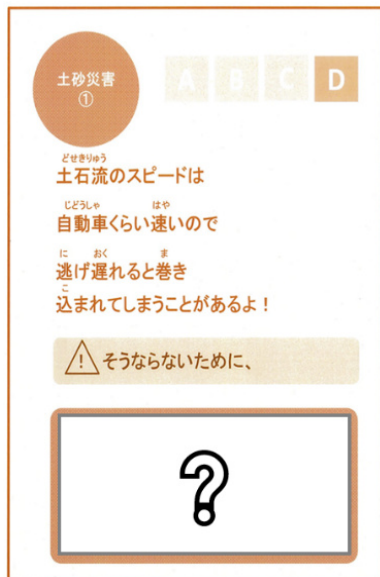 土砂災害
①
A B C D
どせきりゅう
土石流のスピードは
じどうしゃ はや
自動車くらい速いので
に おく ま
逃げ遅れると巻き
こ
込まれてしまうことがあるよ！
! そうならないために、
?